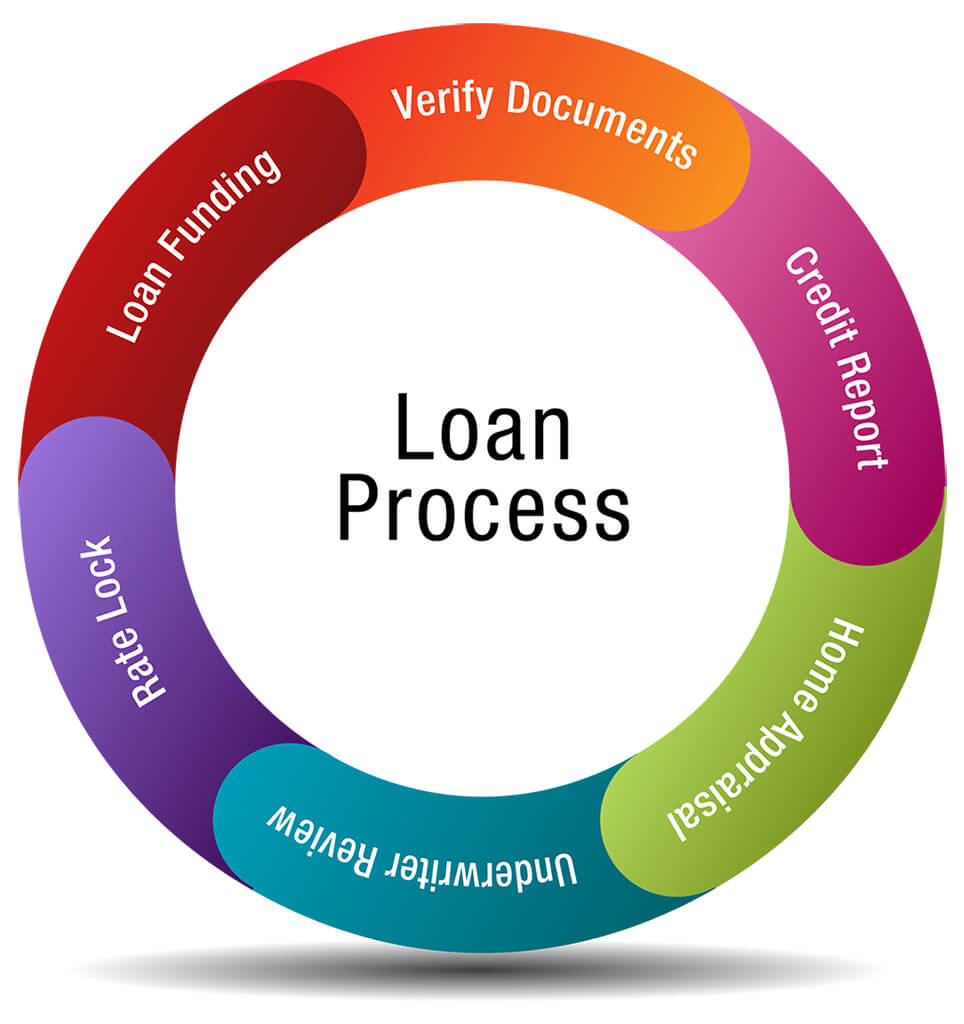 Verify Documents
Credit Report
Home Appraisal
Underwriter Review
Rate Lock
Loan Funding
Loan
Process